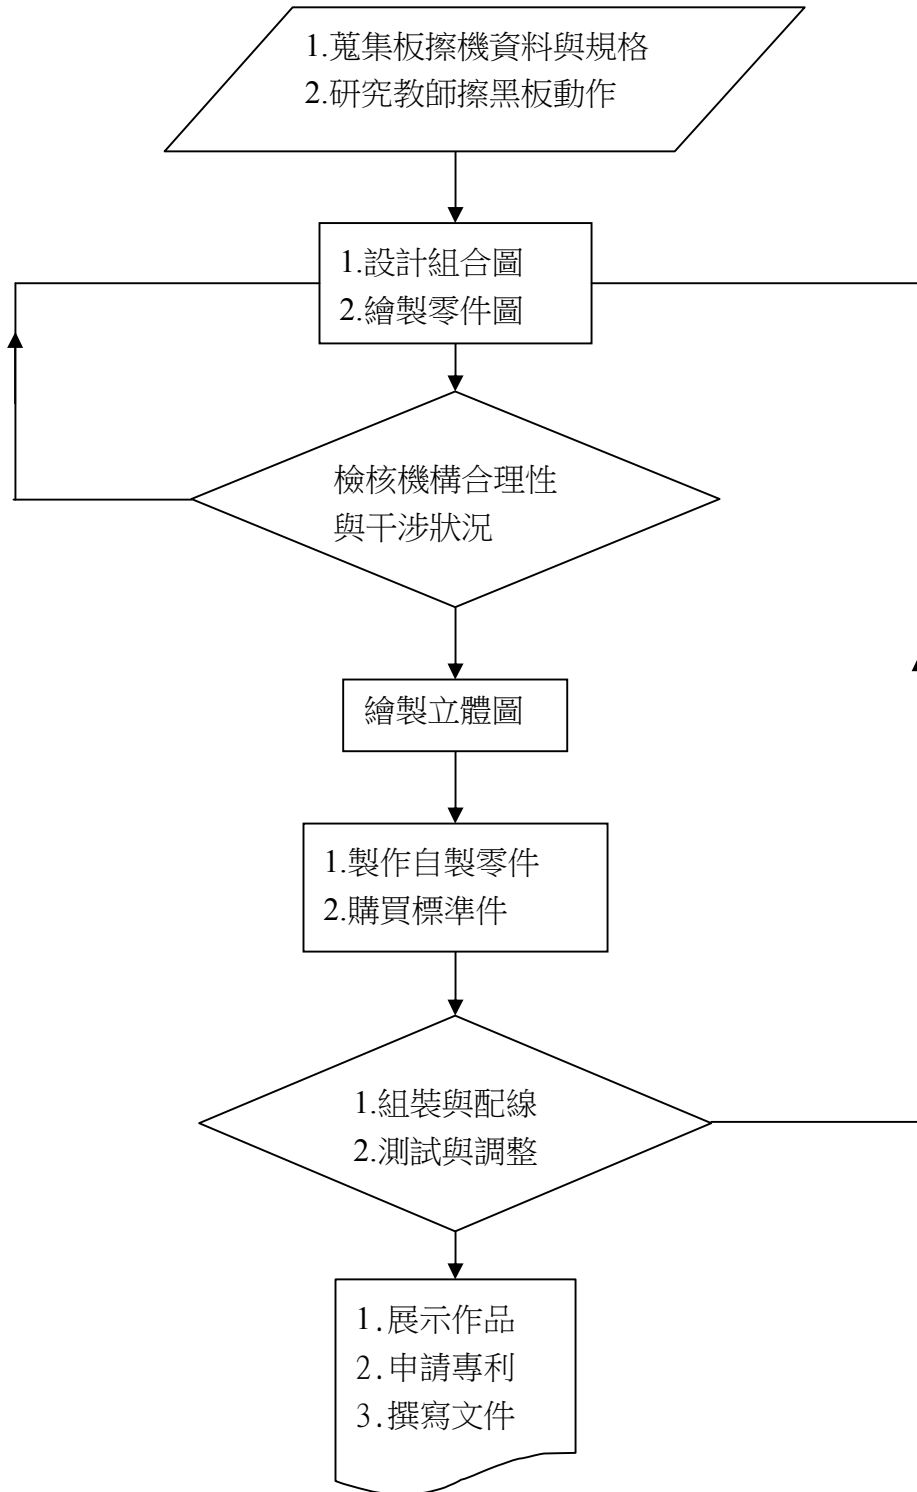 1.蒐集板擦機資料與規格
2.研究教師擦黑板動作
1.設計組合圖
2.繪製零件圖
檢核機構合理性
與干涉狀況
繪製立體圖
1.製作自製零件
2.購買標準件
1.組裝與配線
2.測試與調整
1.展示作品
2.申請專利
3.撰寫文件